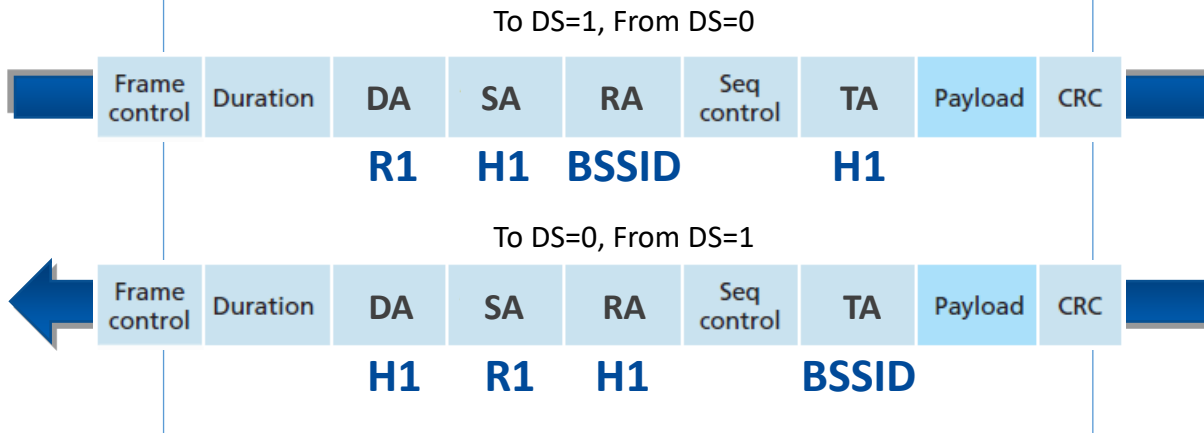 To DS=1, From DS=0
Frame control Duration DA SA RA Seq control TA Payload CRC
R1 H1 BSSID H1
To DS=0, From DS=1
Frame control Duration DA SA RA Seq control TA Payload CRC
H1 R1 H1 BSSID